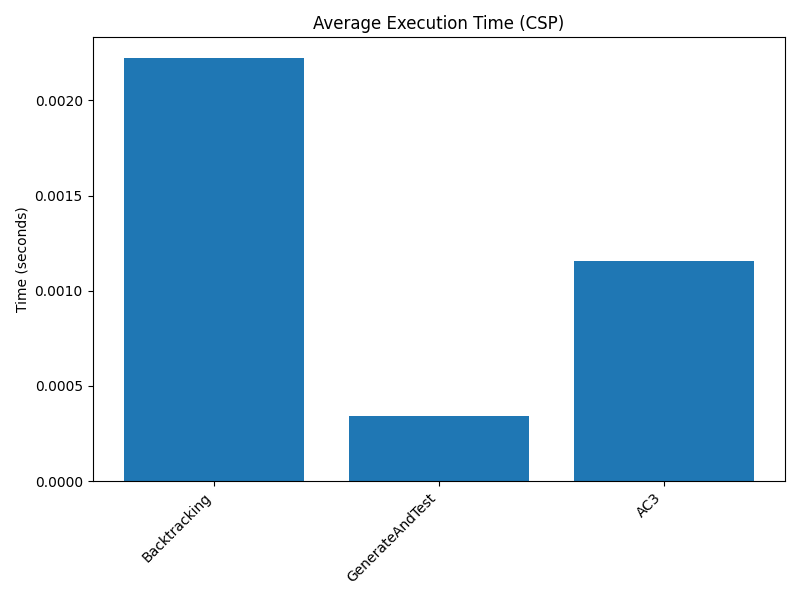 Average Execution Time (CSP)
Time (seconds)
0.0020
0.0015
0.0010
0.0005
0.0000
Backtracking
GenerateAndTest
AC3